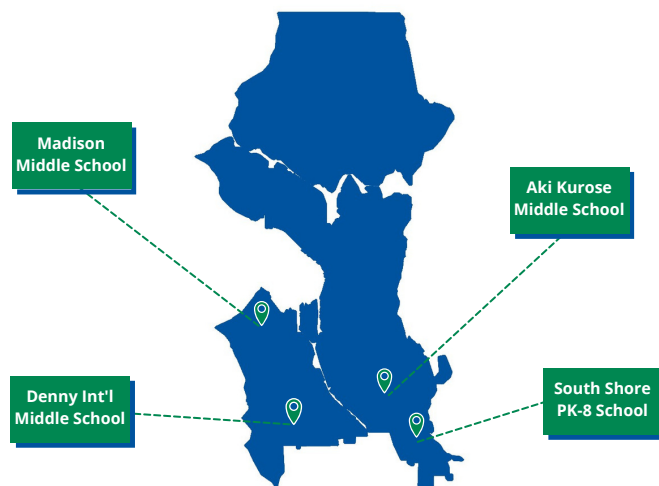 Madison
Middle School
Aki Kurose
Middle School
Denny Int'l
Middle School
South Shore
PK-8 School